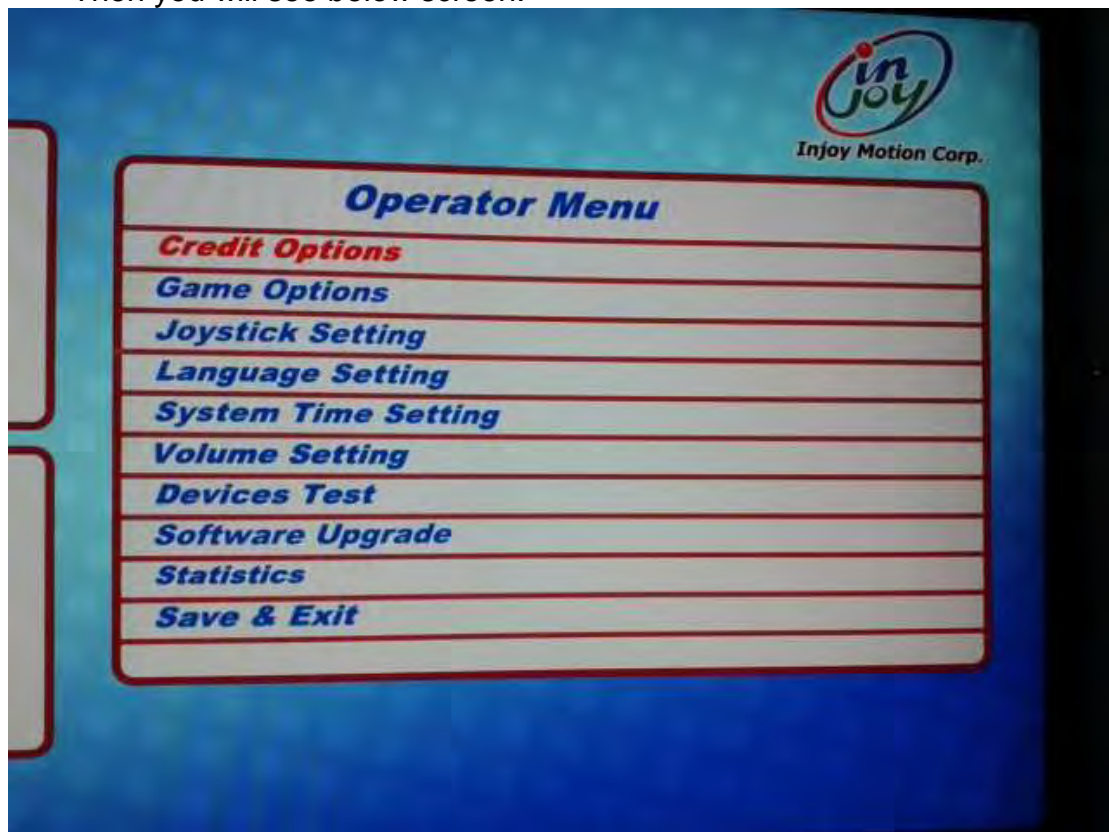 Then you will see below screen.
in
joy
Injoy Motion Corp.
Operator Menu
Credit Options
Game Options
Joystick Setting
Language Setting
System Time Setting
Volume Setting
Devices Test
Software Upgrade
Statistics
Save & Exit